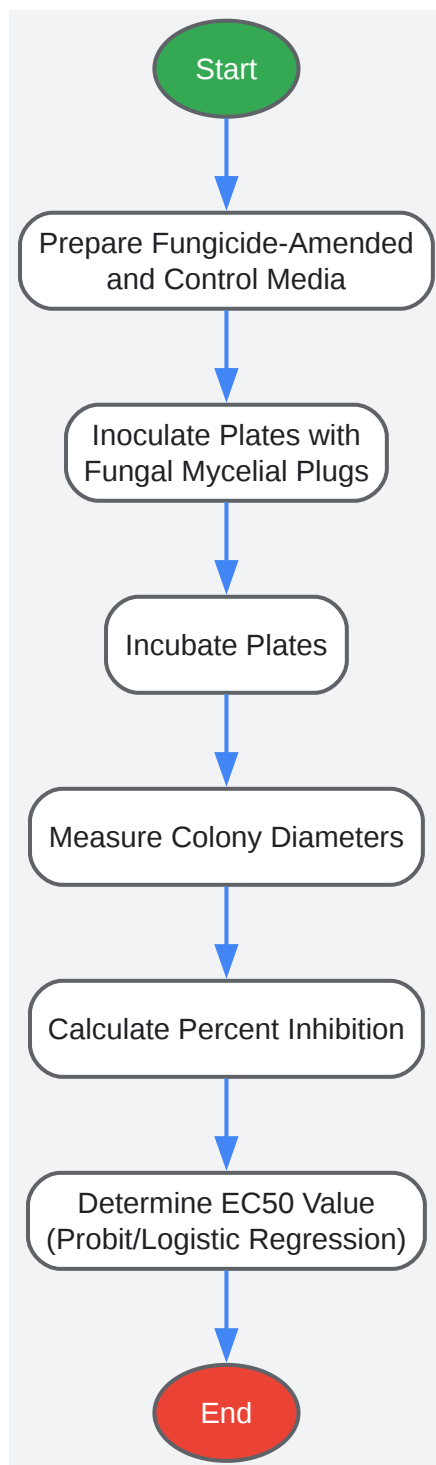 Start
Prepare Fungicide-Amended
and Control Media
Inoculate Plates with
Fungal Mycelial Plugs
Incubate Plates
Measure Colony Diameters
Calculate Percent Inhibition
Determine EC50 Value
(Probit/Logistic Regression)
End